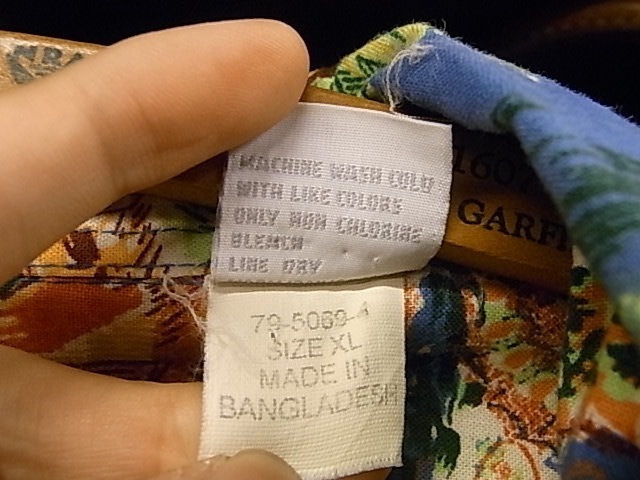 MACHINE WASH COLD
WITH LIKE COLORS
ONLY NON CHLORINE
BLEACH
LINE DRY
79-5069-4
SIZE XL
MADE IN
BANGLADESH
1607
GARF